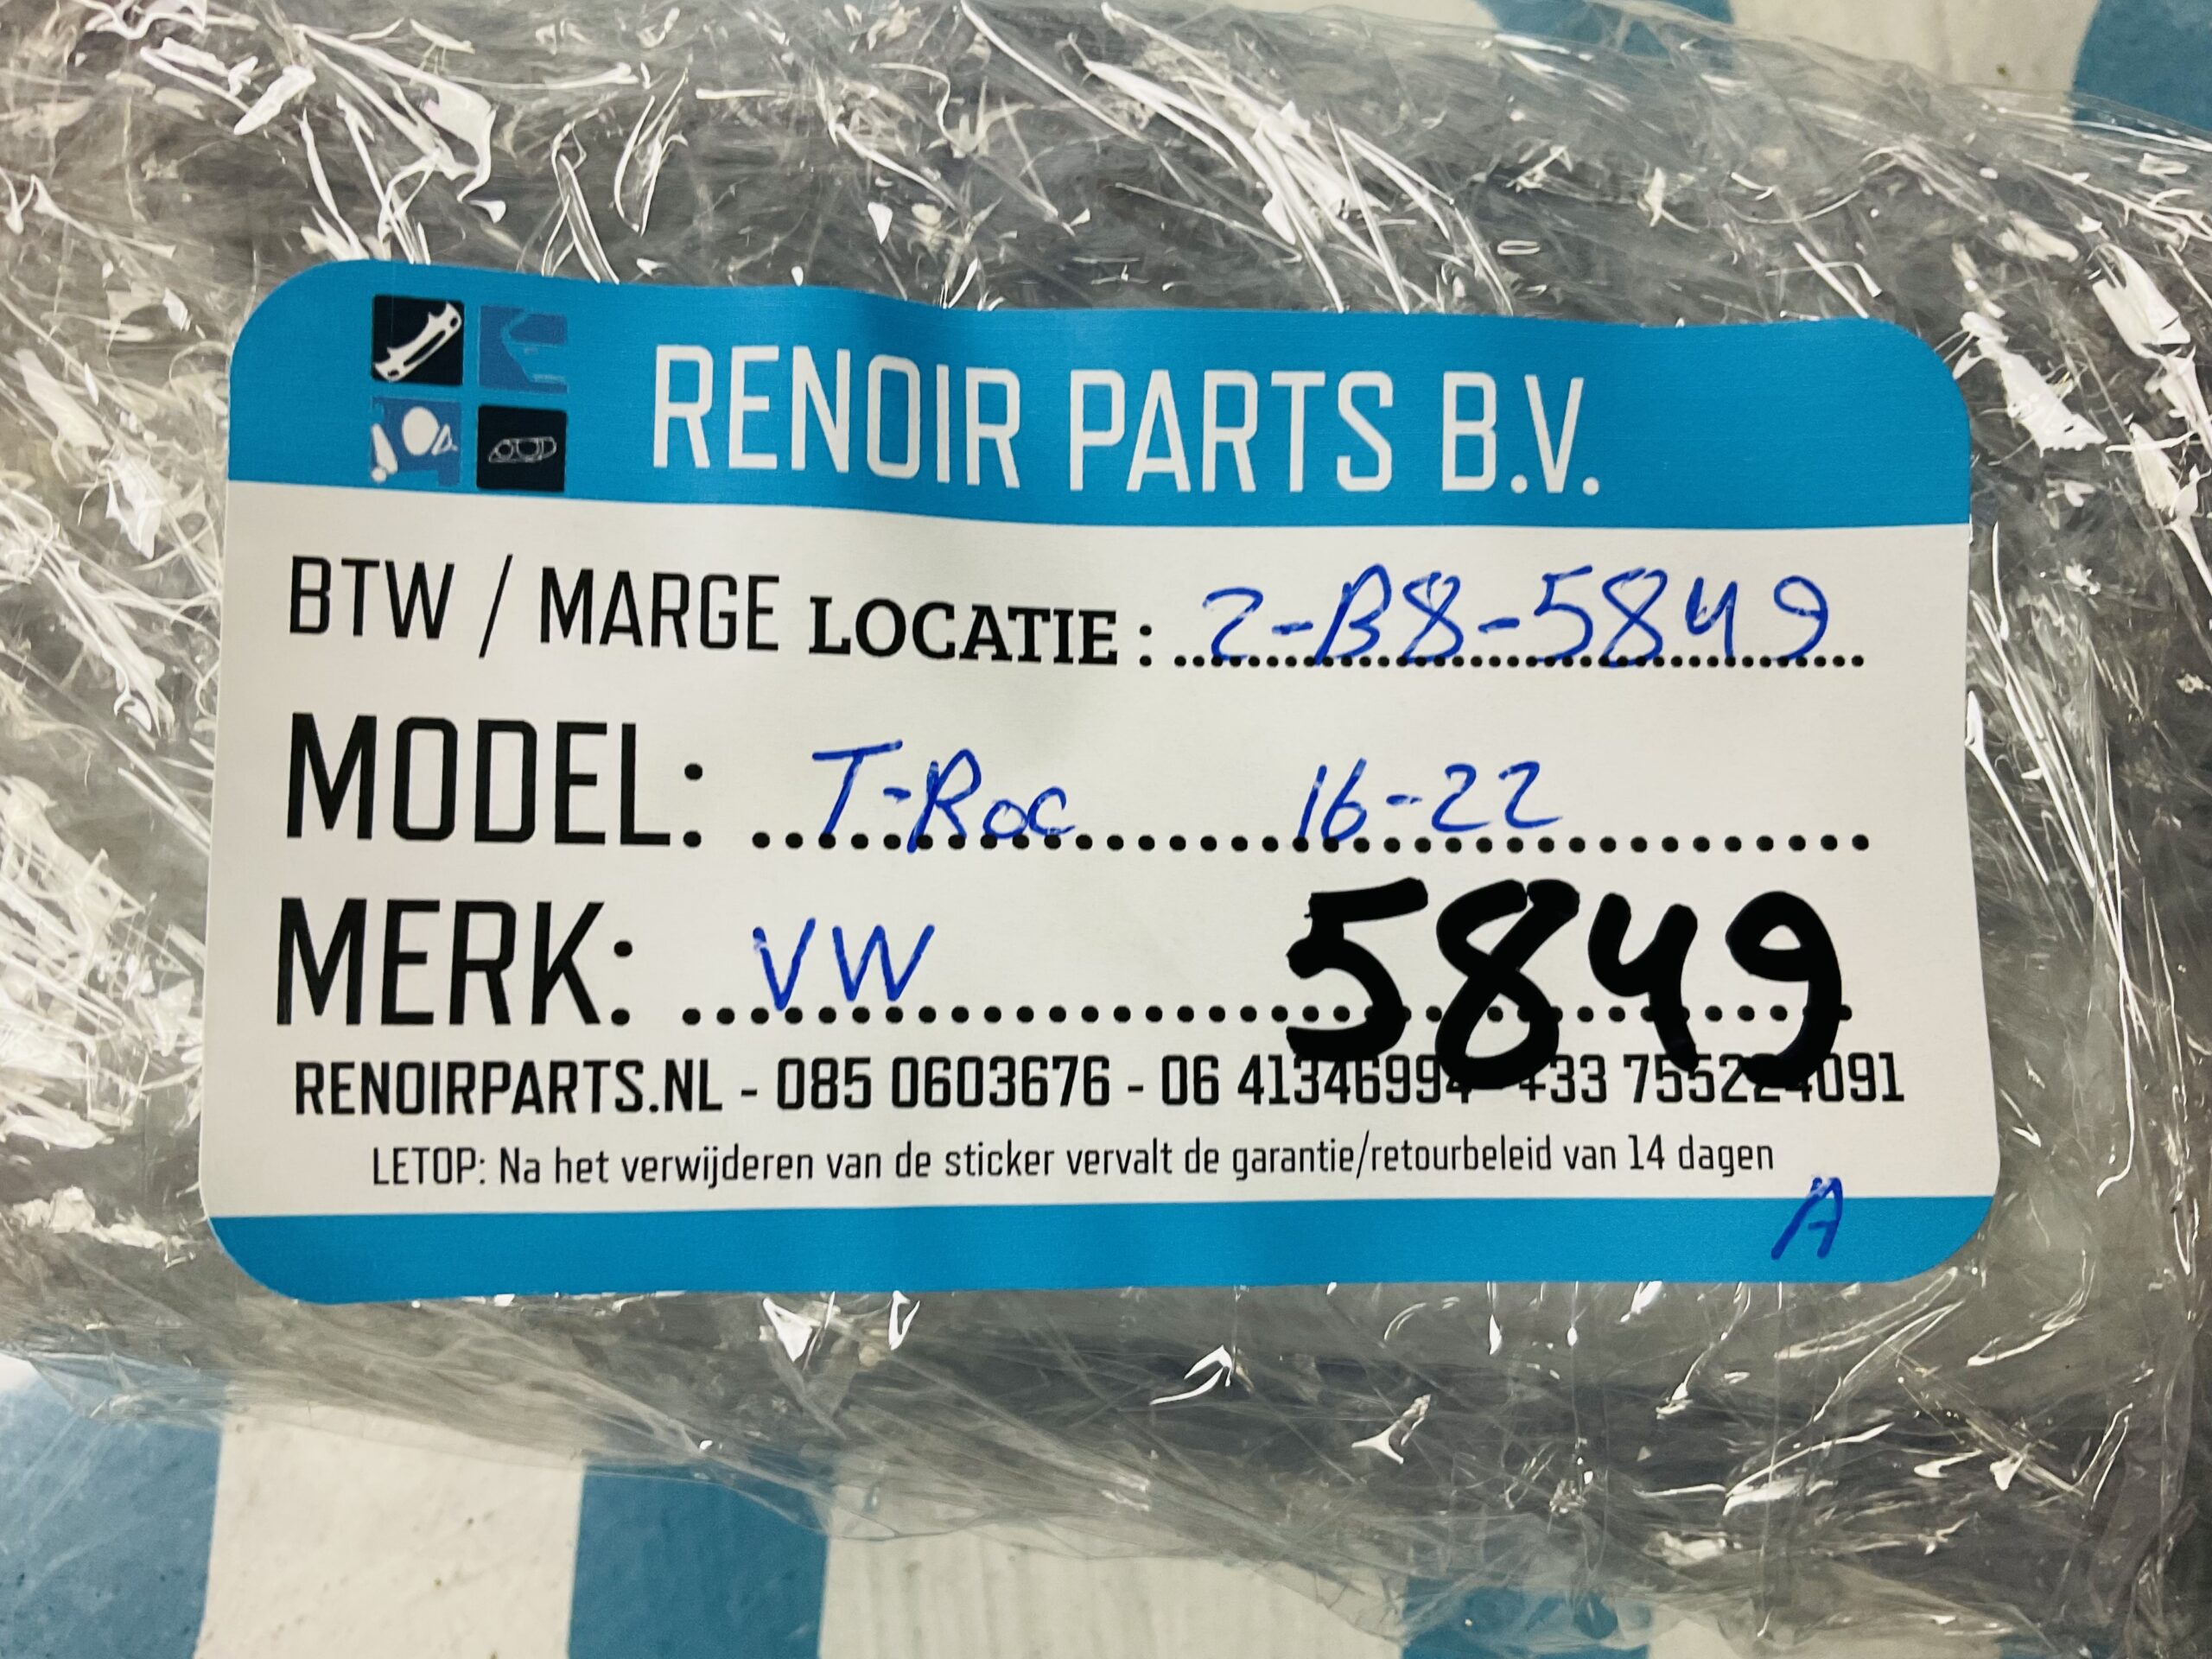 RENOIR PARTS B.V.
BTW / MARGE LOCATIE : 2-B8-5849
MODEL: T-Roc 16-22
MERK: VW 5849
RENOIRPARTS.NL - 085 0603676 - 06 41346994 - +33 755224091
LETOP: Na het verwijderen van de sticker vervalt de garantie/retourbeleid van 14 dagen
A